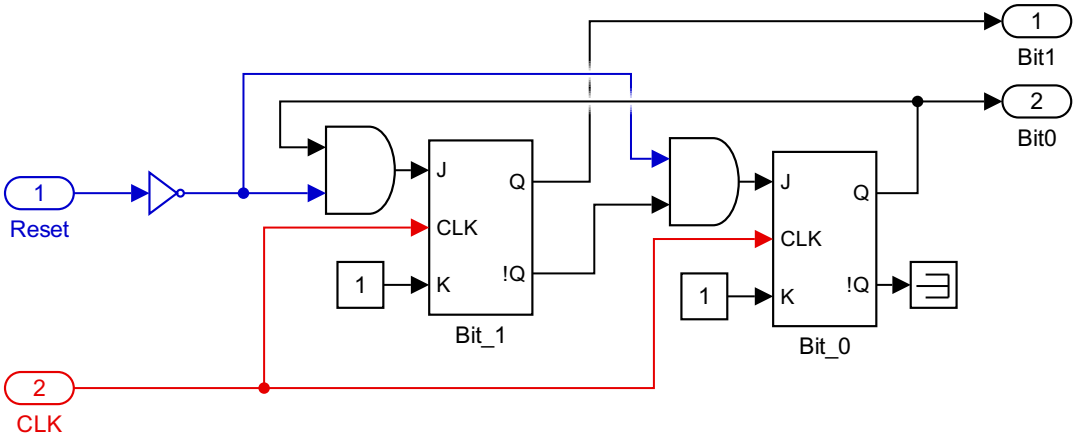 1
Bit1
2
Bit0
1
Reset
J
Q
CLK
!Q
1
K
Bit_1
J
Q
CLK
!Q
1
K
Bit_0
2
CLK